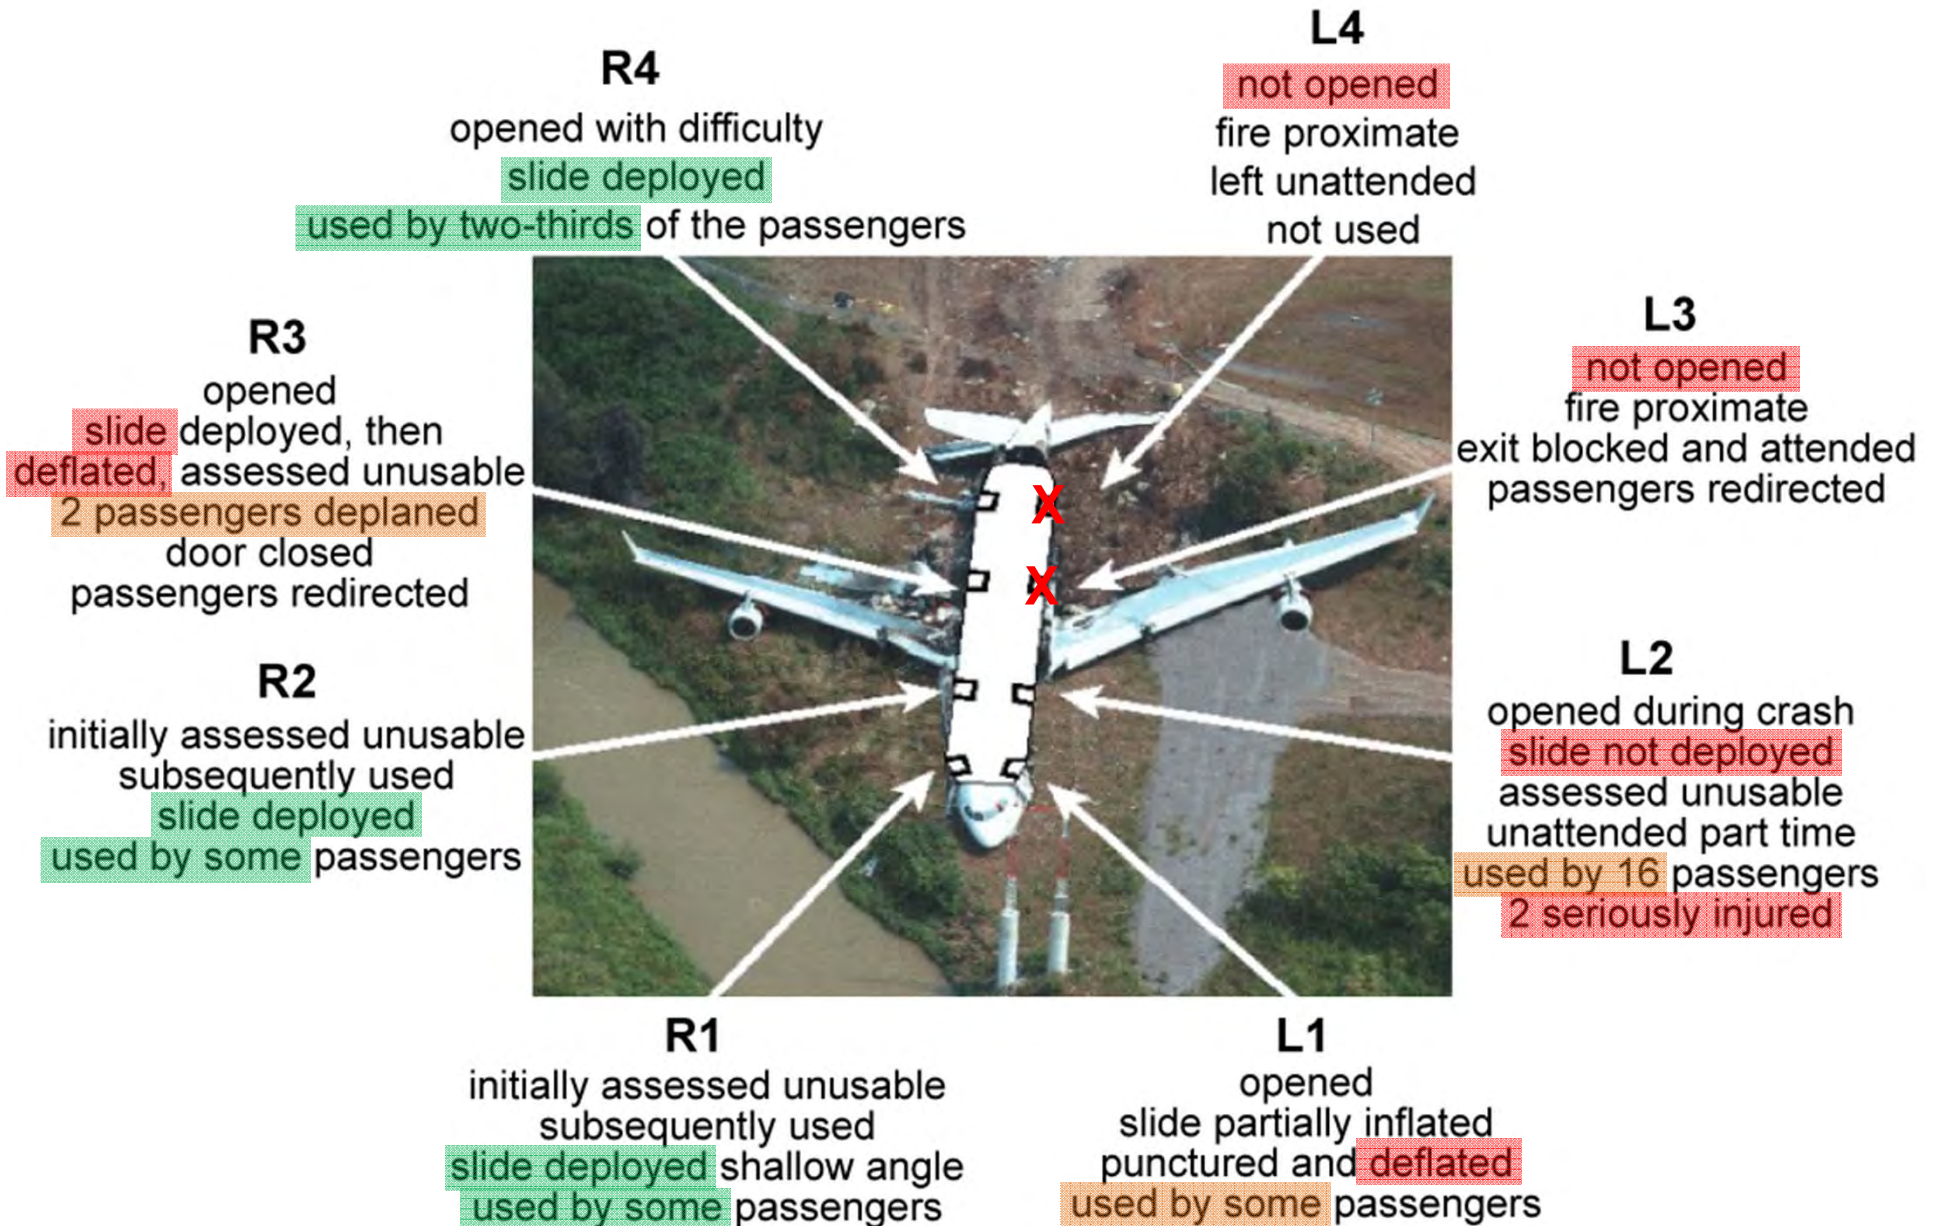 L4
not opened
fire proximate
left unattended
not used
R4
opened with difficulty
slide deployed
used by two-thirds of the passengers
L3
not opened
fire proximate
exit blocked and attended
passengers redirected
R3
opened
slide deployed, then
deflated, assessed unusable
2 passengers deplaned
door closed
passengers redirected
X
X
L2
opened during crash
slide not deployed
assessed unusable
unattended part time
used by 16 passengers
2 seriously injured
R2
initially assessed unusable
subsequently used
slide deployed
used by some passengers
R1
initially assessed unusable
subsequently used
slide deployed shallow angle
used by some passengers
L1
opened
slide partially inflated
punctured and deflated
used by some passengers